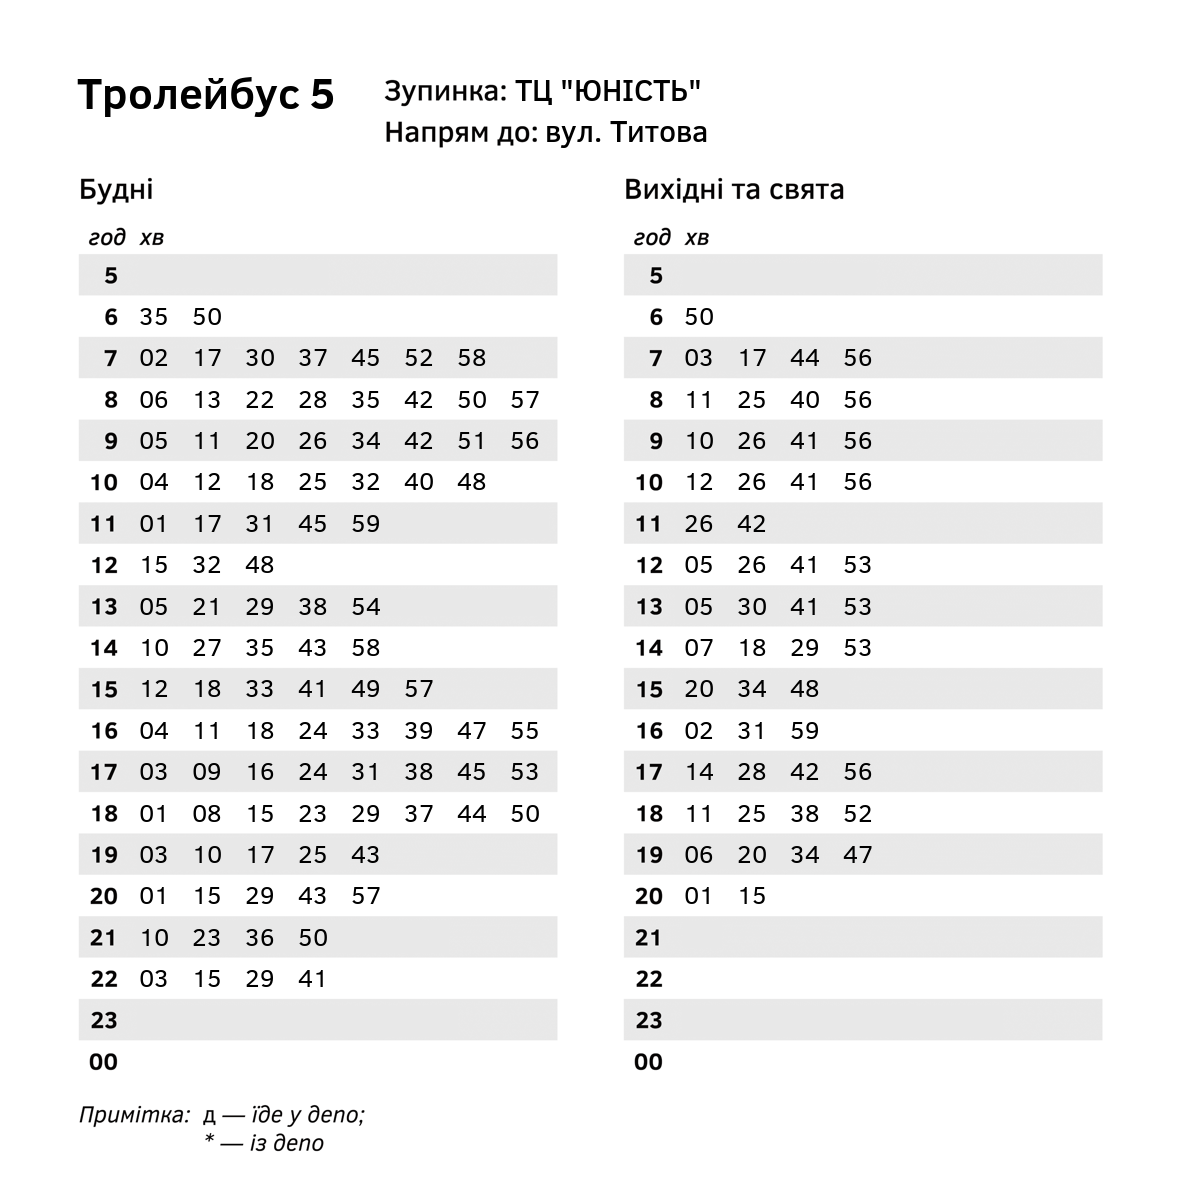 Тролейбус 5
Зупинка: ТЦ "ЮНІСТЬ"
Напрям до: вул. Титова
Будні
год хв
5
6 35 50
7 02 17 30 37 45 52 58
8 06 13 22 28 35 42 50 57
9 05 11 20 26 34 42 51 56
10 04 12 18 25 32 40 48
11 01 17 31 45 59
12 15 32 48
13 05 21 29 38 54
14 10 27 35 43 58
15 12 18 33 41 49 57
16 04 11 18 24 33 39 47 55
17 03 09 16 24 31 38 45 53
18 01 08 15 23 29 37 44 50
19 03 10 17 25 43
20 01 15 29 43 57
21 10 23 36 50
22 03 15 29 41
23
00
Вихідні та свята
год хв
5
6 50
7 03 17 44 56
8 11 25 40 56
9 10 26 41 56
10 12 26 41 56
11 26 42
12 05 26 41 53
13 05 30 41 53
14 07 18 29 53
15 20 34 48
16 02 31 59
17 14 28 42 56
18 11 25 38 52
19 06 20 34 47
20 01 15
21
22
23
00
Примітка: д — їде у депо;
* — із депо